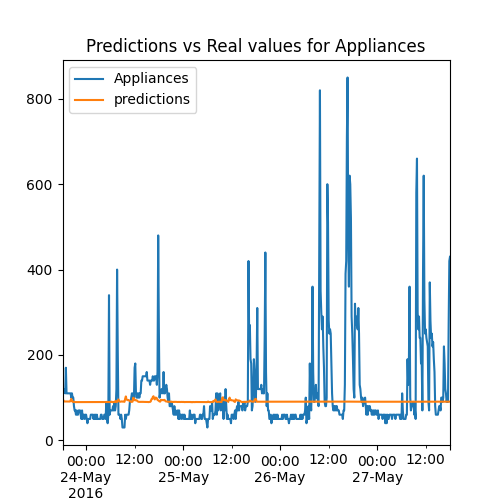 Predictions vs Real values for Appliances
Appliances
predictions
800
600
400
200
0
00:00 12:00 00:00 12:00 00:00 12:00 00:00 12:00
24-May 25-May 26-May 27-May
2016